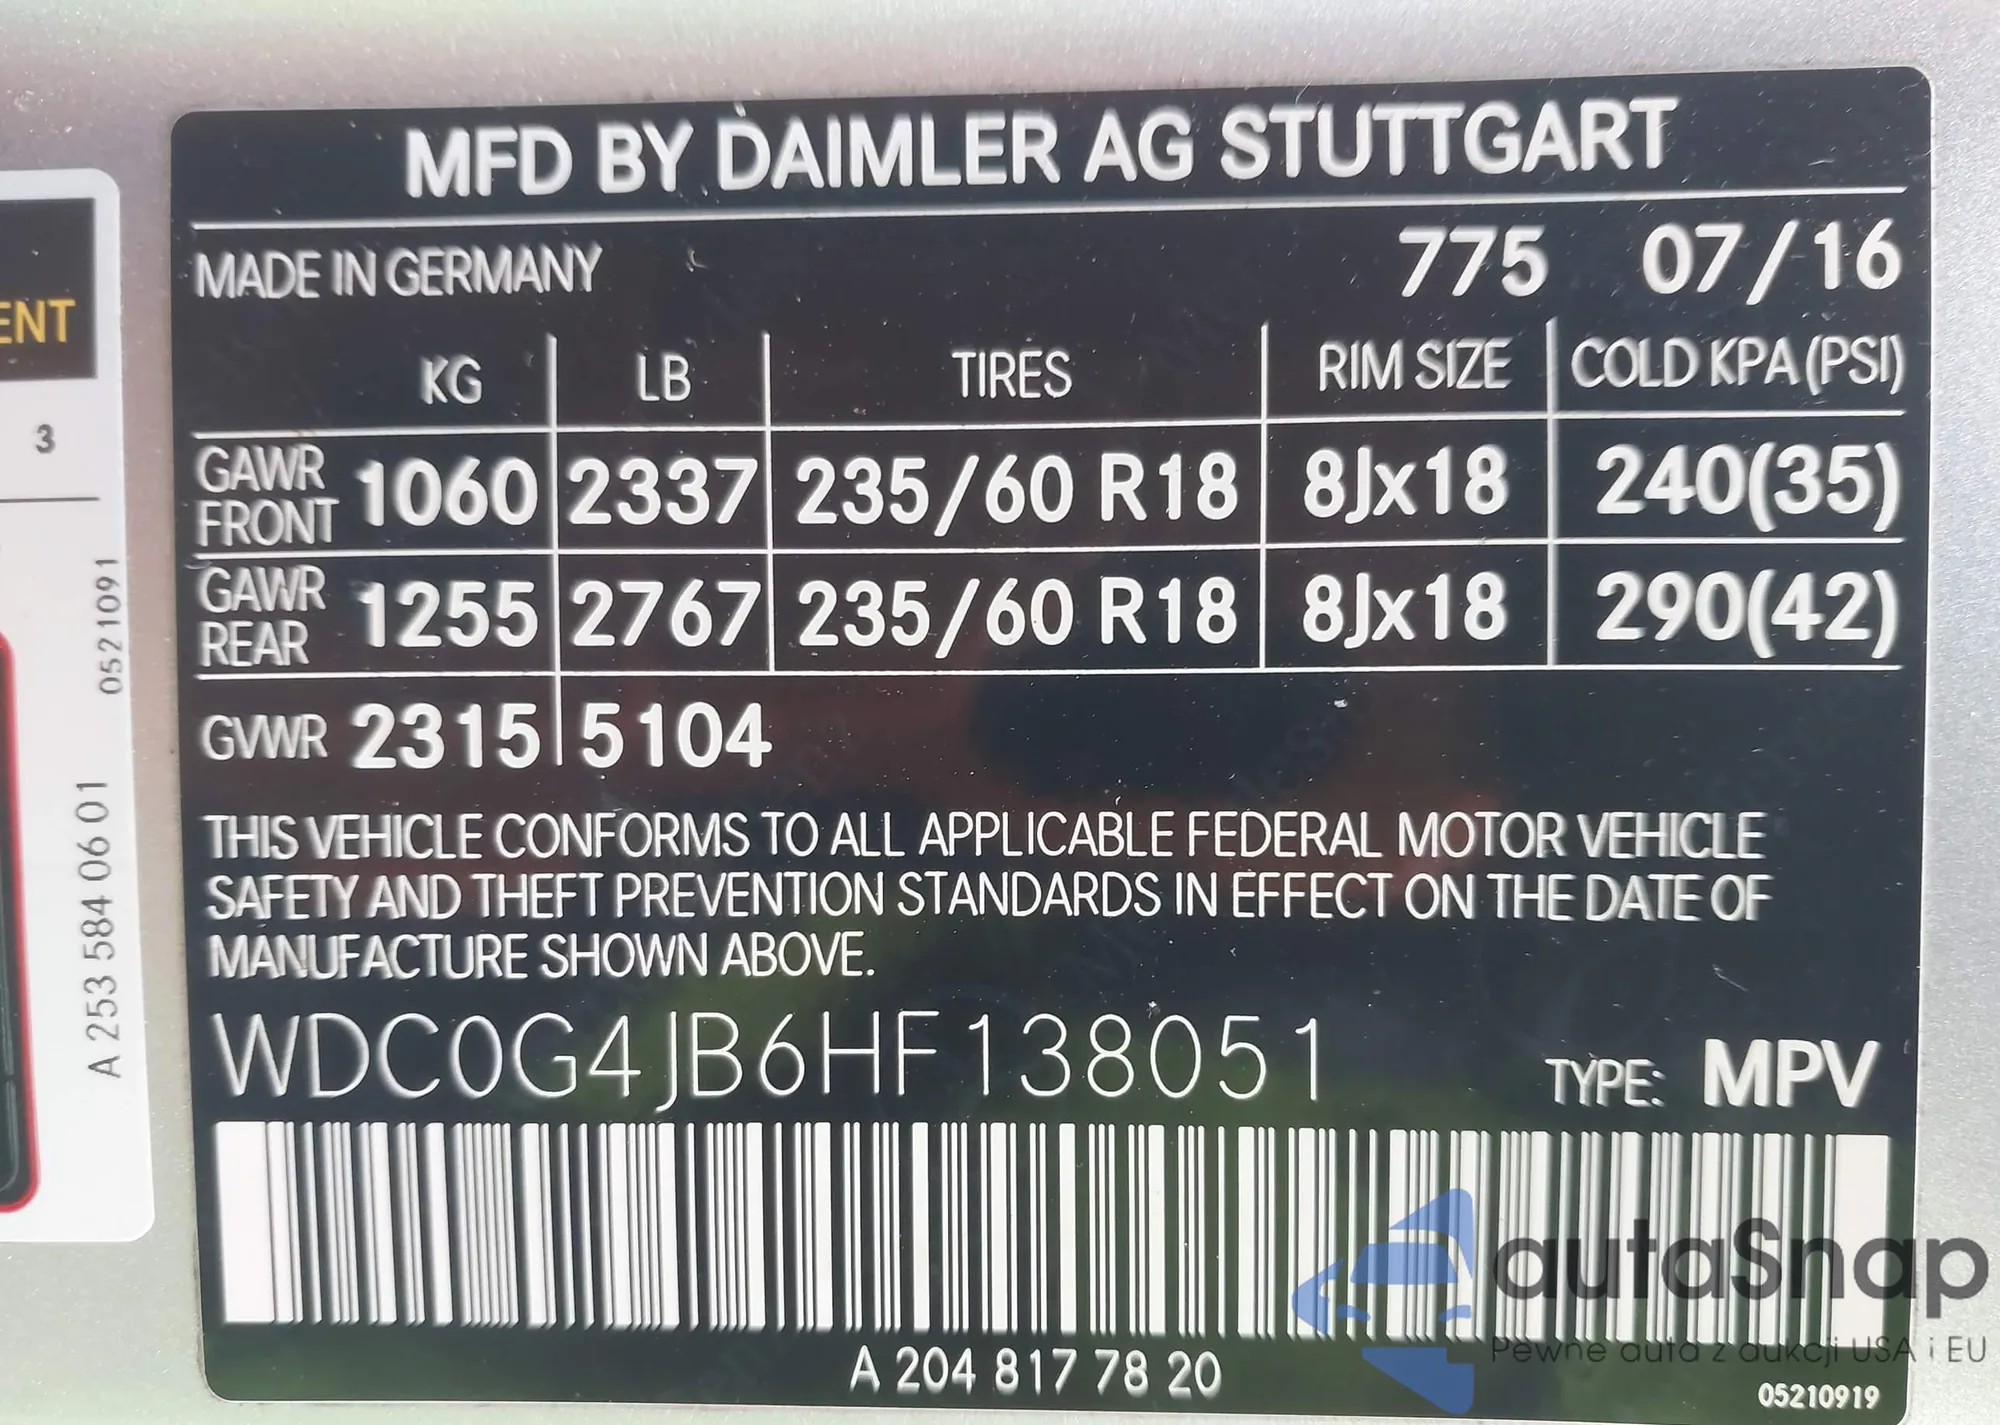 MFD BY DAIMLER AG STUTTGART
MADE IN GERMANY 775 07/16
KG LB TIRES RIM SIZE COLD KPA (PSI)
GAWR FRONT 1060 2337 235/60 R18 8Jx18 240(35)
GAWR REAR 1255 2767 235/60 R18 8Jx18 290(42)
GVWR 2315 5104
THIS VEHICLE CONFORMS TO ALL APPLICABLE FEDERAL MOTOR VEHICLE
SAFETY AND THEFT PREVENTION STANDARDS IN EFFECT ON THE DATE OF
MANUFACTURE SHOWN ABOVE.
WDC0G4JB6HF138051 TYPE: MPV
A 204 817 78 20
05210919
ENT
3
0521091
A 253 584 06 01
autaSnap
Pewne auta z aukcji USA i EU